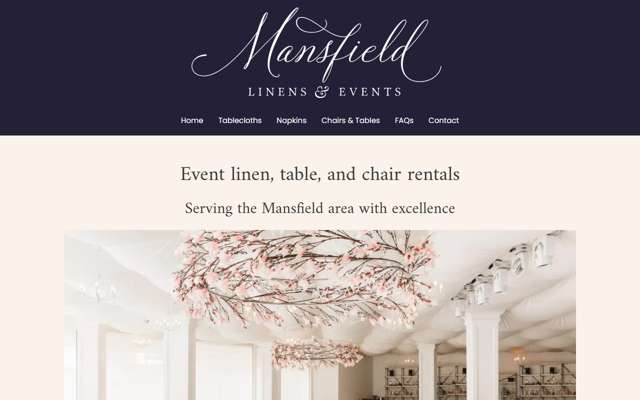 Mansfield
LINENS & EVENTS
Home Tablecloths Napkins Chairs & Tables FAQs Contact
Event linen, table, and chair rentals
Serving the Mansfield area with excellence